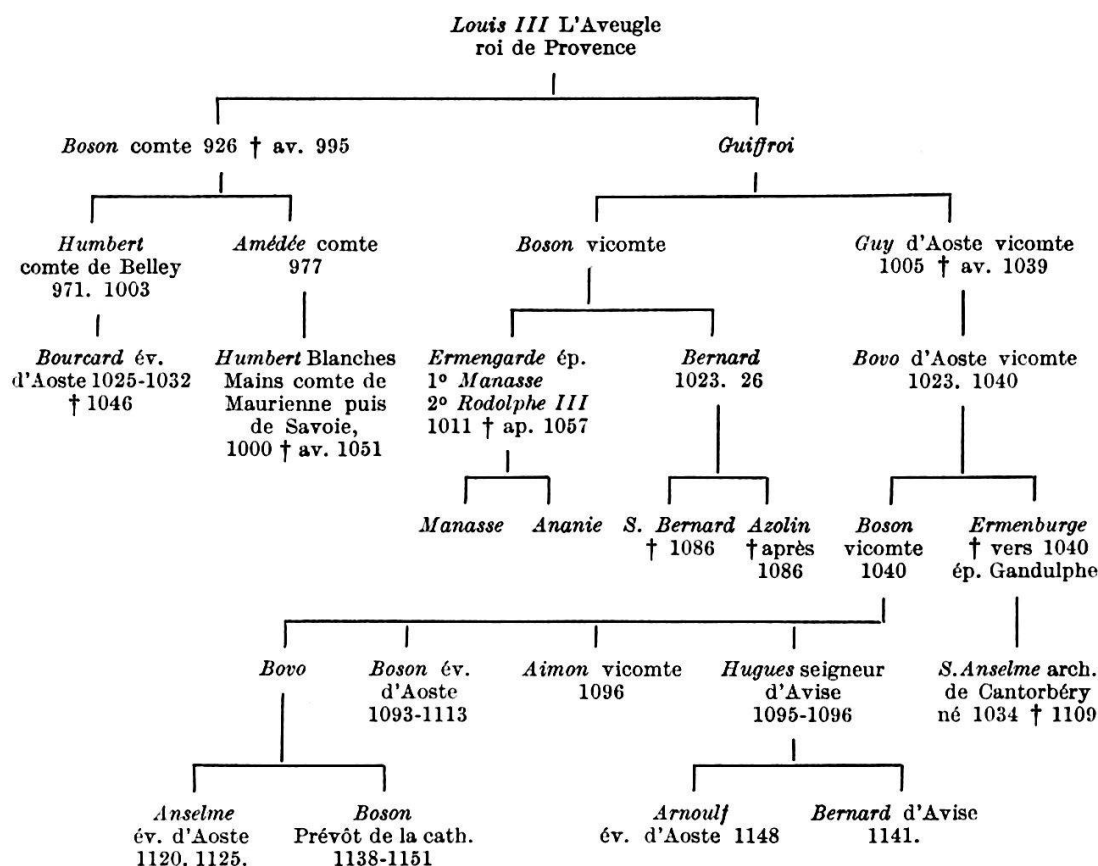 Louis III L'Aveugle
roi de Provence
Boson comte 926 † av. 995
Guiffroi
Humbert
comte de Belley
971. 1003
Amédée comte
977
Boson vicomte
Guy d'Aoste vicomte
1005 † av. 1039
Bourcard év.
d'Aoste 1025-1032
† 1046
Humbert Blanches
Mains comte de
Maurienne puis
de Savoie,
1000 † av. 1051
Ermengarde ép.
1º Manasse
2º Rodolphe III
1011 † ap. 1057
Bernard
1023. 26
Bovo d'Aoste vicomte
1023. 1040
Manasse
Ananie
S. Bernard
† 1086
Azolin
† après
1086
Boson
vicomte
1040
Ermenburge
† vers 1040
ép. Gandulphe
Bovo
Boson év.
d'Aoste
1093-1113
Aimon vicomte
1096
Hugues seigneur
d'Avise
1095-1096
S. Anselme arch.
de Cantorbéry
né 1034 † 1109
Anselme
év. d'Aoste
1120. 1125.
Boson
Prévôt de la cath.
1138-1151
Arnoulf
év. d'Aoste 1148
Bernard d'Avise
1141.